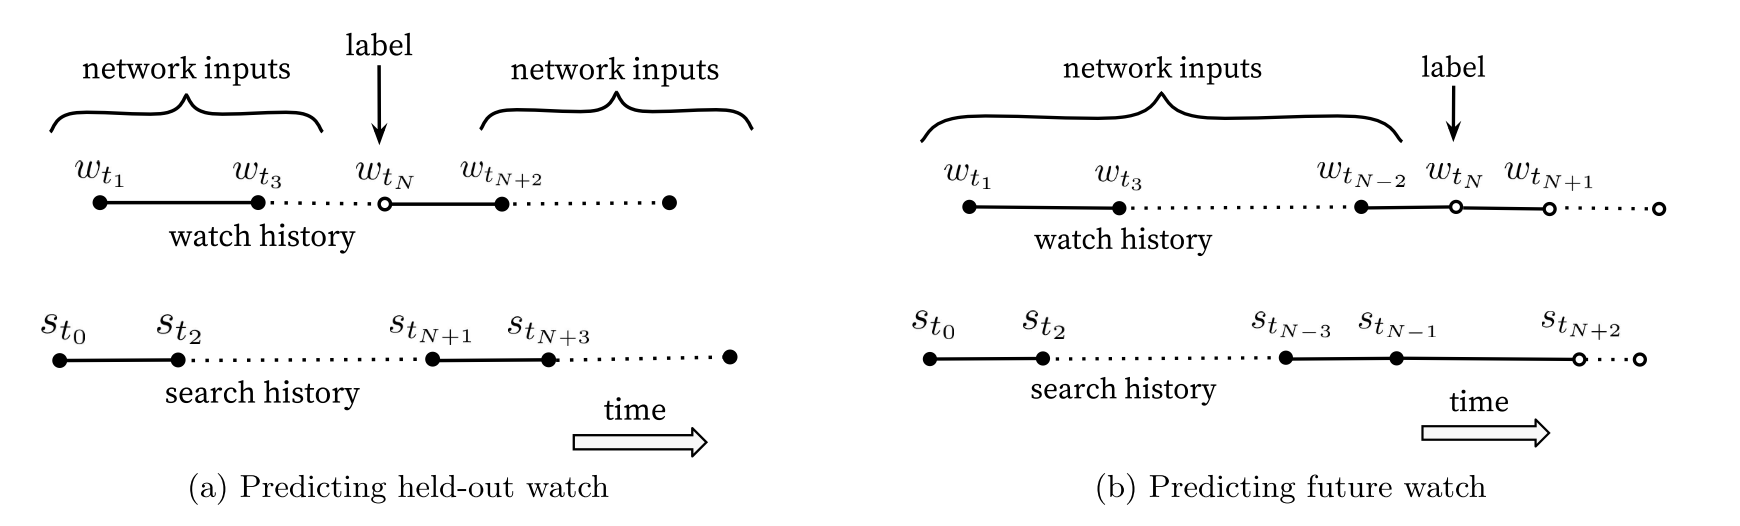 network inputs label network inputs
w_{t_1} w_{t_3} w_{t_N} w_{t_{N+2}}
watch history
s_{t_0} s_{t_2} s_{t_{N+1}} s_{t_{N+3}}
search history
time
(a) Predicting held-out watch
network inputs label
w_{t_1} w_{t_3} w_{t_{N-2}} w_{t_N} w_{t_{N+1}}
watch history
s_{t_0} s_{t_2} s_{t_{N-3}} s_{t_{N-1}} s_{t_{N+2}}
search history
time
(b) Predicting future watch